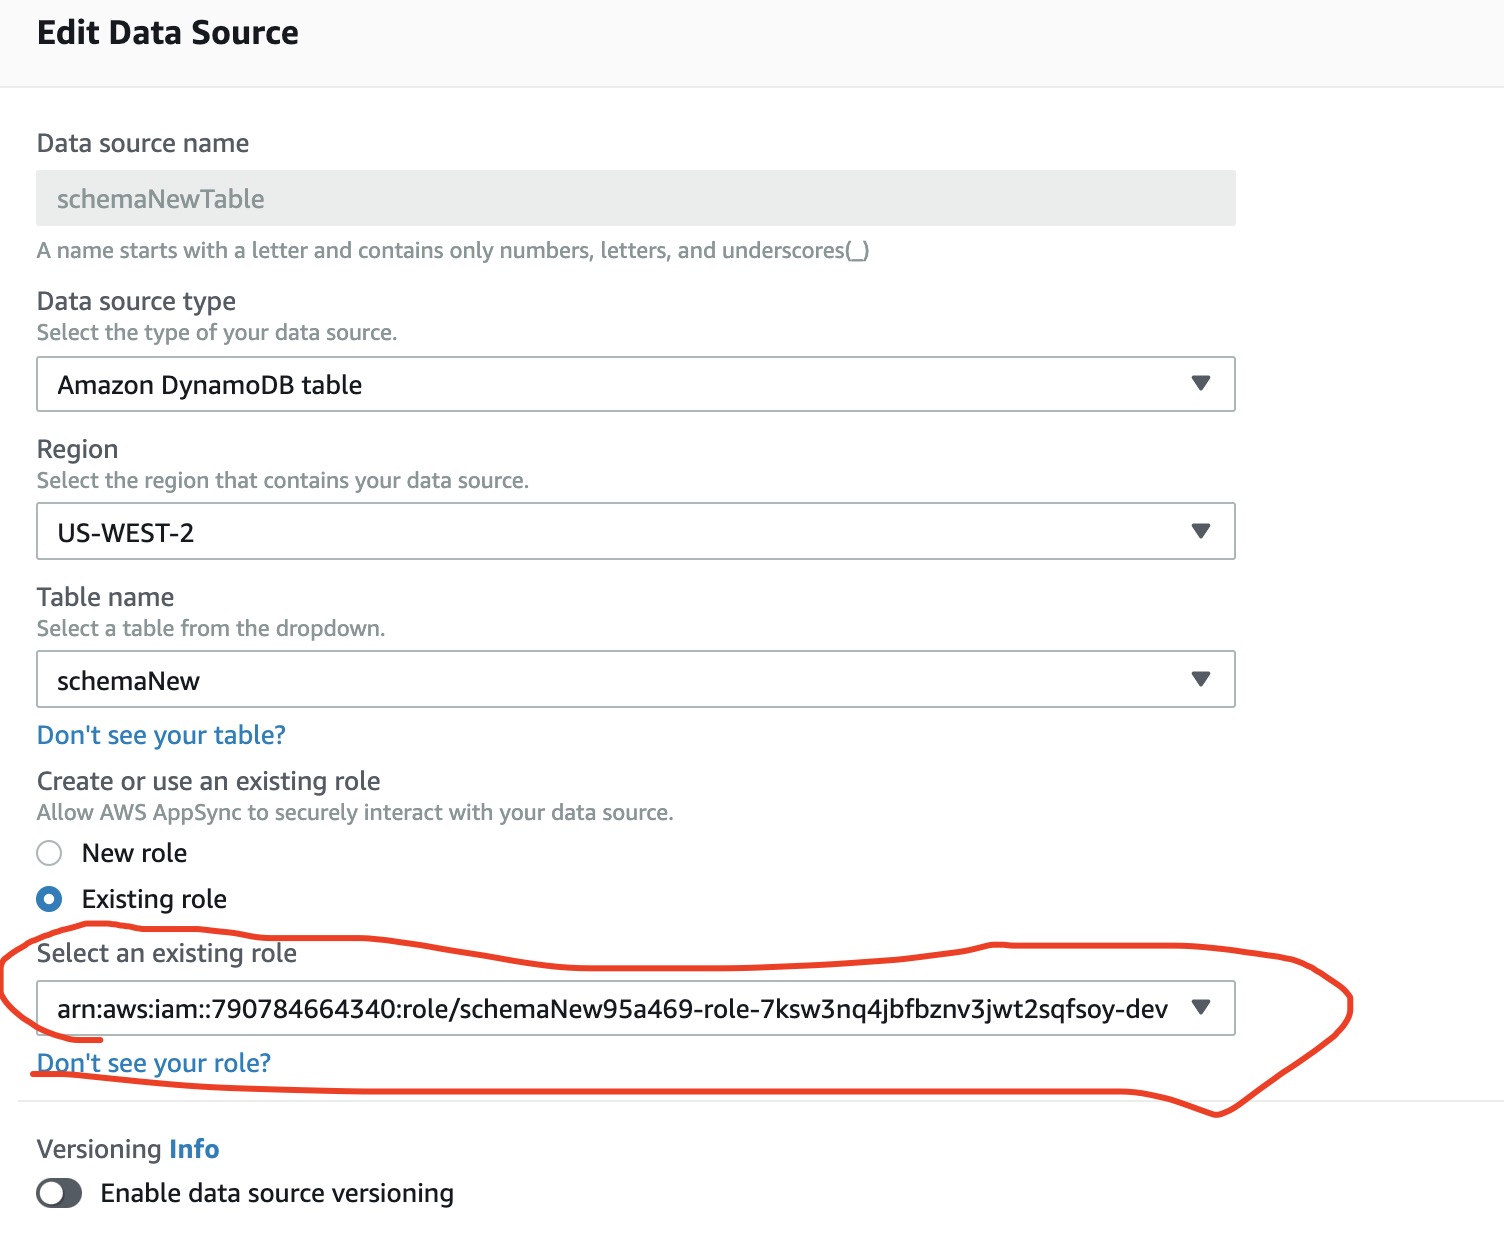 Edit Data Source
Data source name
schemaNewTable
A name starts with a letter and contains only numbers, letters, and underscores(_)
Data source type
Select the type of your data source.
Amazon DynamoDB table
Region
Select the region that contains your data source.
US-WEST-2
Table name
Select a table from the dropdown.
schemaNew
Don't see your table?
Create or use an existing role
Allow AWS AppSync to securely interact with your data source.
New role
Existing role
Select an existing role
arn:aws:iam::790784664340:role/schemaNew95a469-role-7ksw3nq4jbfbznv3jwt2sqfsoy-dev
Don't see your role?
Versioning Info
Enable data source versioning